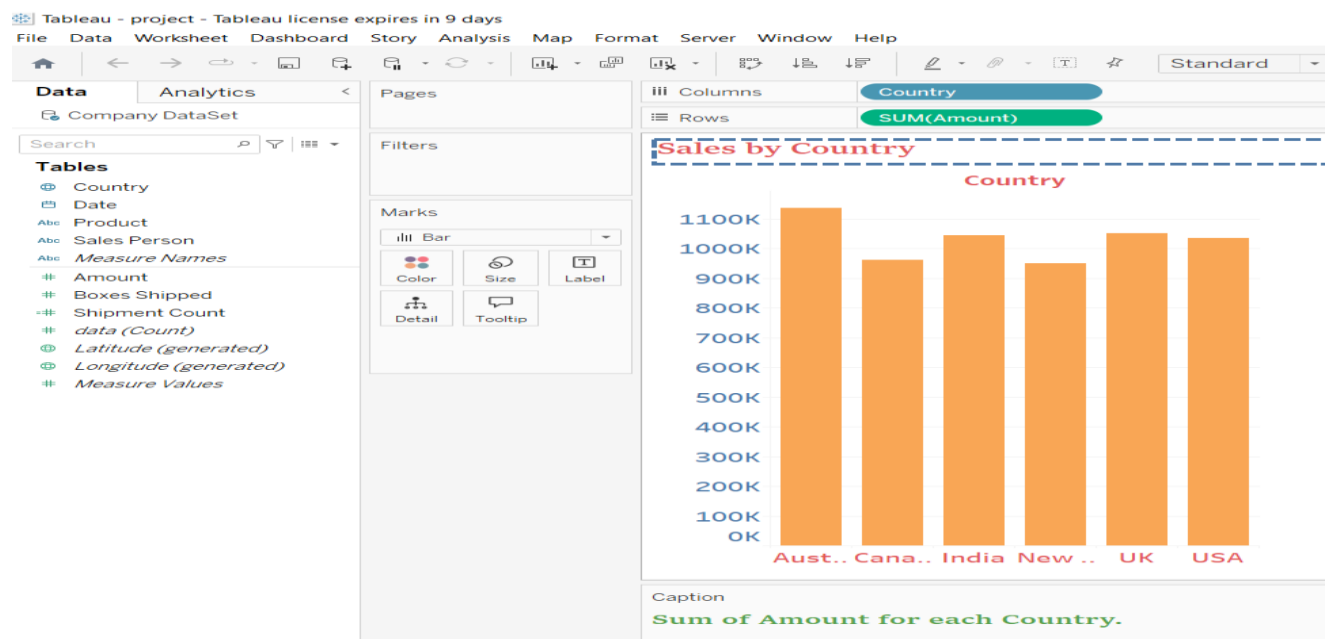 Tableau - project - Tableau license expires in 9 days
File Data Worksheet Dashboard Story Analysis Map Format Server Window Help
Standard
Data Analytics <
Company DataSet
Search
Tables
Country
Date
Abc Product
Abc Sales Person
Abc Measure Names
# Amount
# Boxes Shipped
=# Shipment Count
# data (Count)
Latitude (generated)
Longitude (generated)
# Measure Values
Pages
Filters
Marks
Bar
Color Size Label
Detail Tooltip
Columns Country
Rows SUM(Amount)
Sales by Country
Country
1100K
1000K
900K
800K
700K
600K
500K
400K
300K
200K
100K
0K
Aust.. Cana.. India New .. UK USA
Caption
Sum of Amount for each Country.